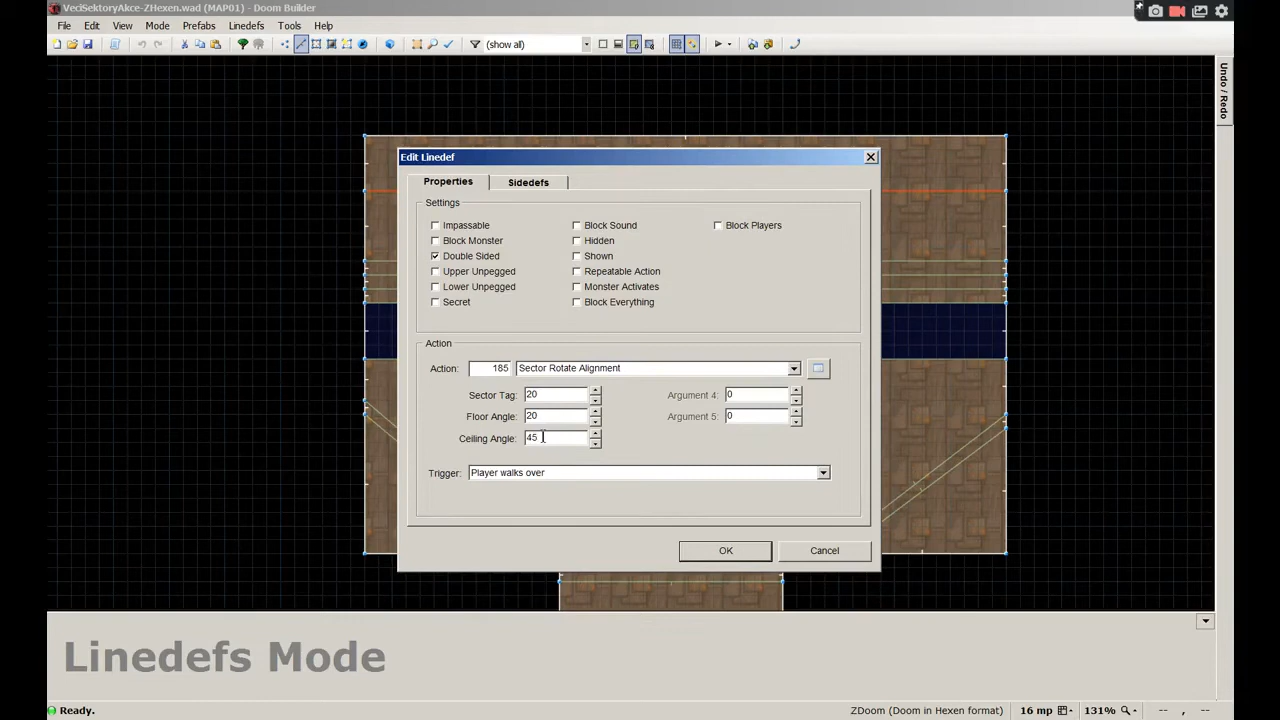 VeciSektoryAkce-ZHexen.wad (MAP01) - Doom Builder
File Edit View Mode Prefabs Linedefs Tools Help
(show all)
Undo / Redo
Edit Linedef
Properties Sidedefs
Settings
Impassable Block Sound Block Players
Block Monster Hidden
Double Sided Shown
Upper Unpegged Repeatable Action
Lower Unpegged Monster Activates
Secret Block Everything
Action
Action: 185 Sector Rotate Alignment
Sector Tag: 20 Argument 4: 0
Floor Angle: 20 Argument 5: 0
Ceiling Angle: 45
Trigger: Player walks over
OK Cancel
Linedefs Mode
Ready. ZDoom (Doom in Hexen format) 16 mp 131% -- , --